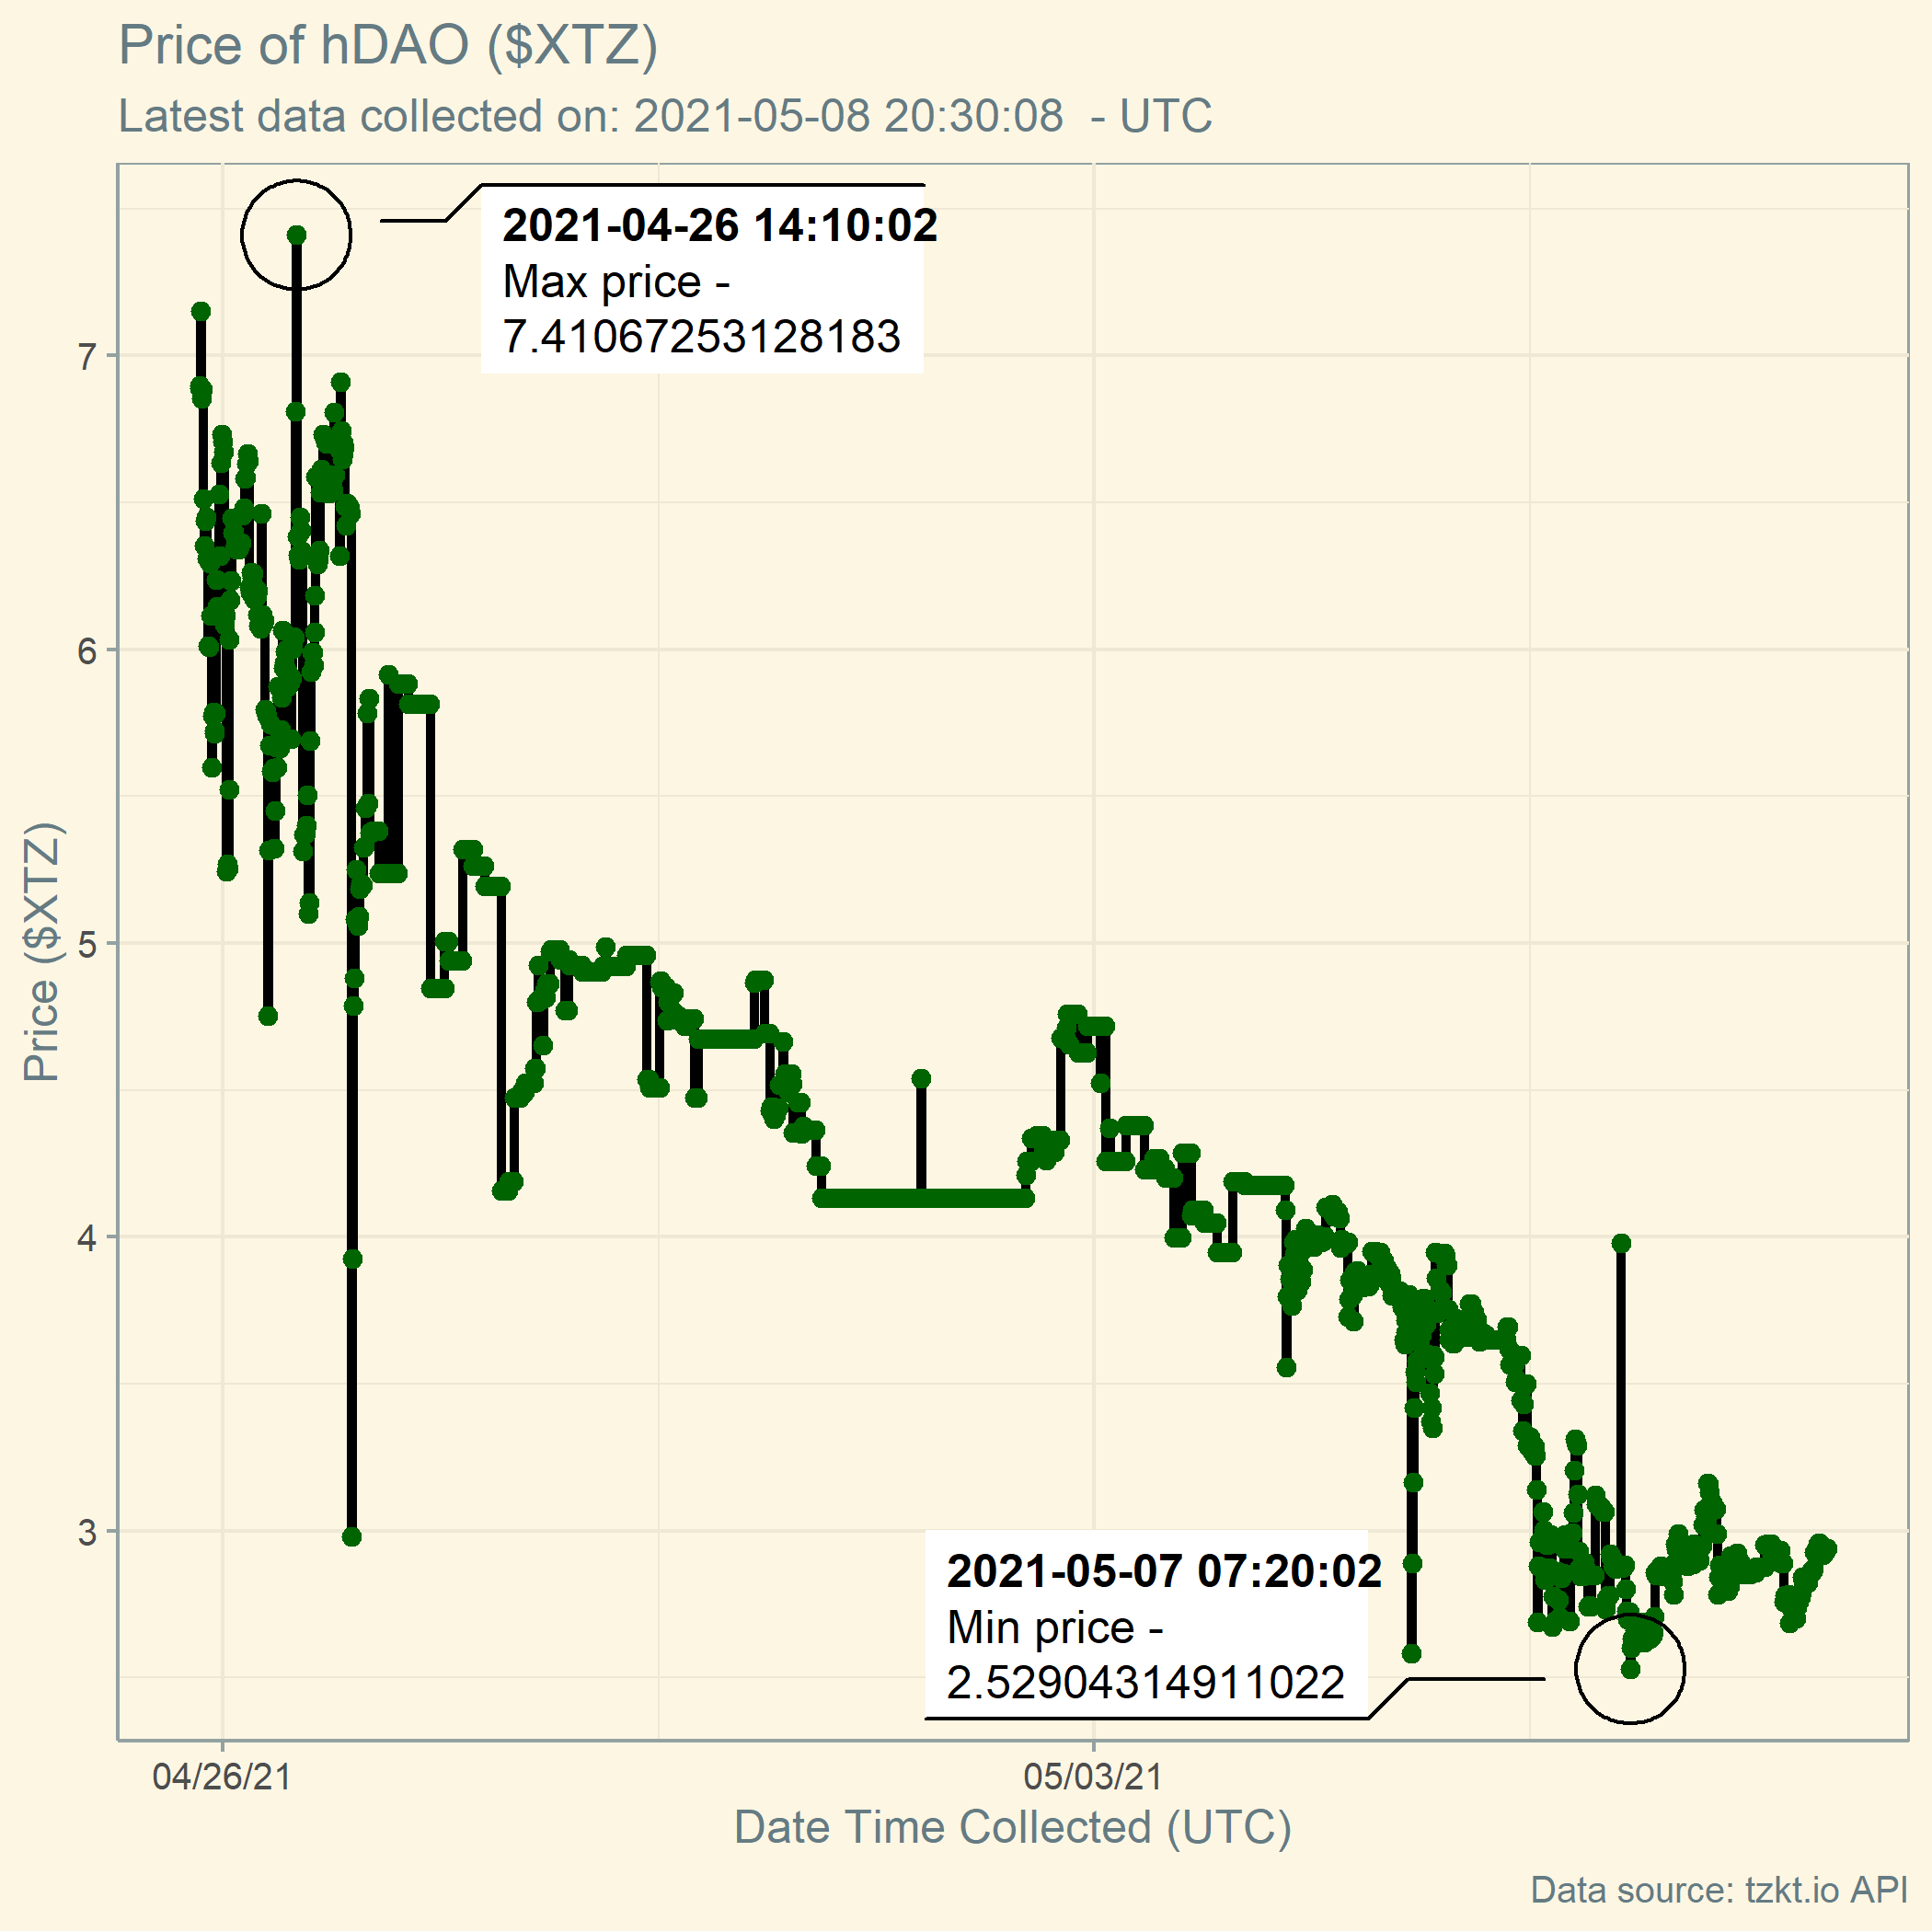 Price of hDAO ($XTZ)
Latest data collected on: 2021-05-08 20:30:08  - UTC
2021-04-26 14:10:02
Max price -
7.41067253128183
7
6
5
4
3
Price ($XTZ)
2021-05-07 07:20:02
Min price -
2.52904314911022
04/26/21
05/03/21
Date Time Collected (UTC)
Data source: tzkt.io API